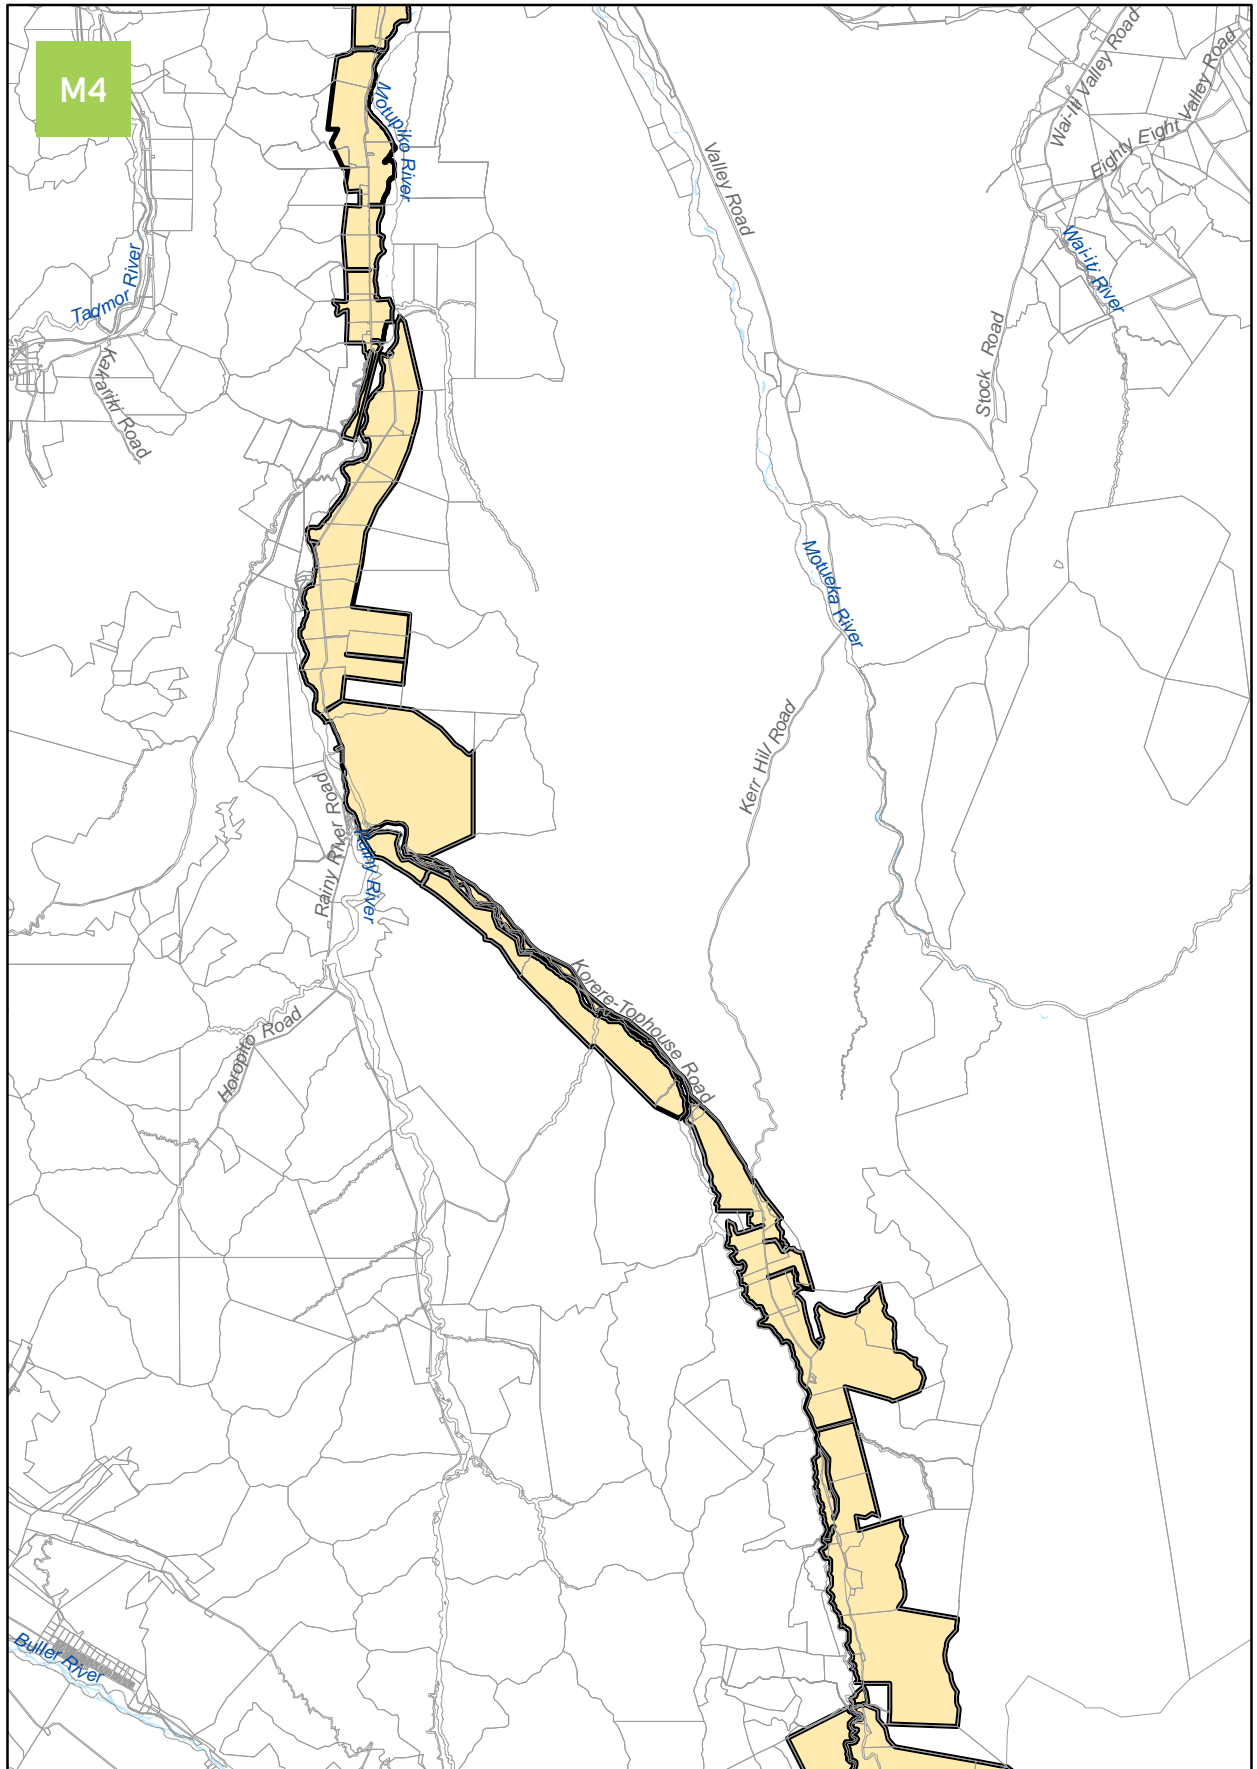 M4
Motupiko River
Wai-Iti Valley Road
Eighty Eight Valley Road
Valley Road
Tadmor River
Wai-iti River
Kakariki Road
Stock Road
Motueka River
Kerr Hill Road
Rainy River Road
Rainy River
Korere-Tophouse Road
Horopito Road
Buller River